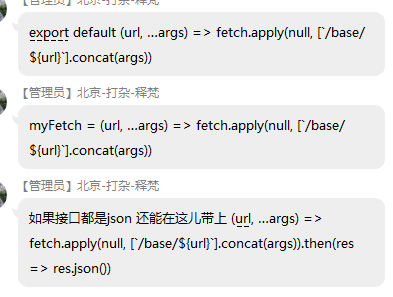 【管理员】北京-打杂-释梵
export default (url, ...args) => fetch.apply(null, [`/base/
${url}`].concat(args))
【管理员】北京-打杂-释梵
myFetch = (url, ...args) => fetch.apply(null, [`/base/
${url}`].concat(args))
【管理员】北京-打杂-释梵
如果接口都是json 还能在这儿带上 (url, ...args) =>
fetch.apply(null, [`/base/${url}`].concat(args)).then(res
=> res.json())